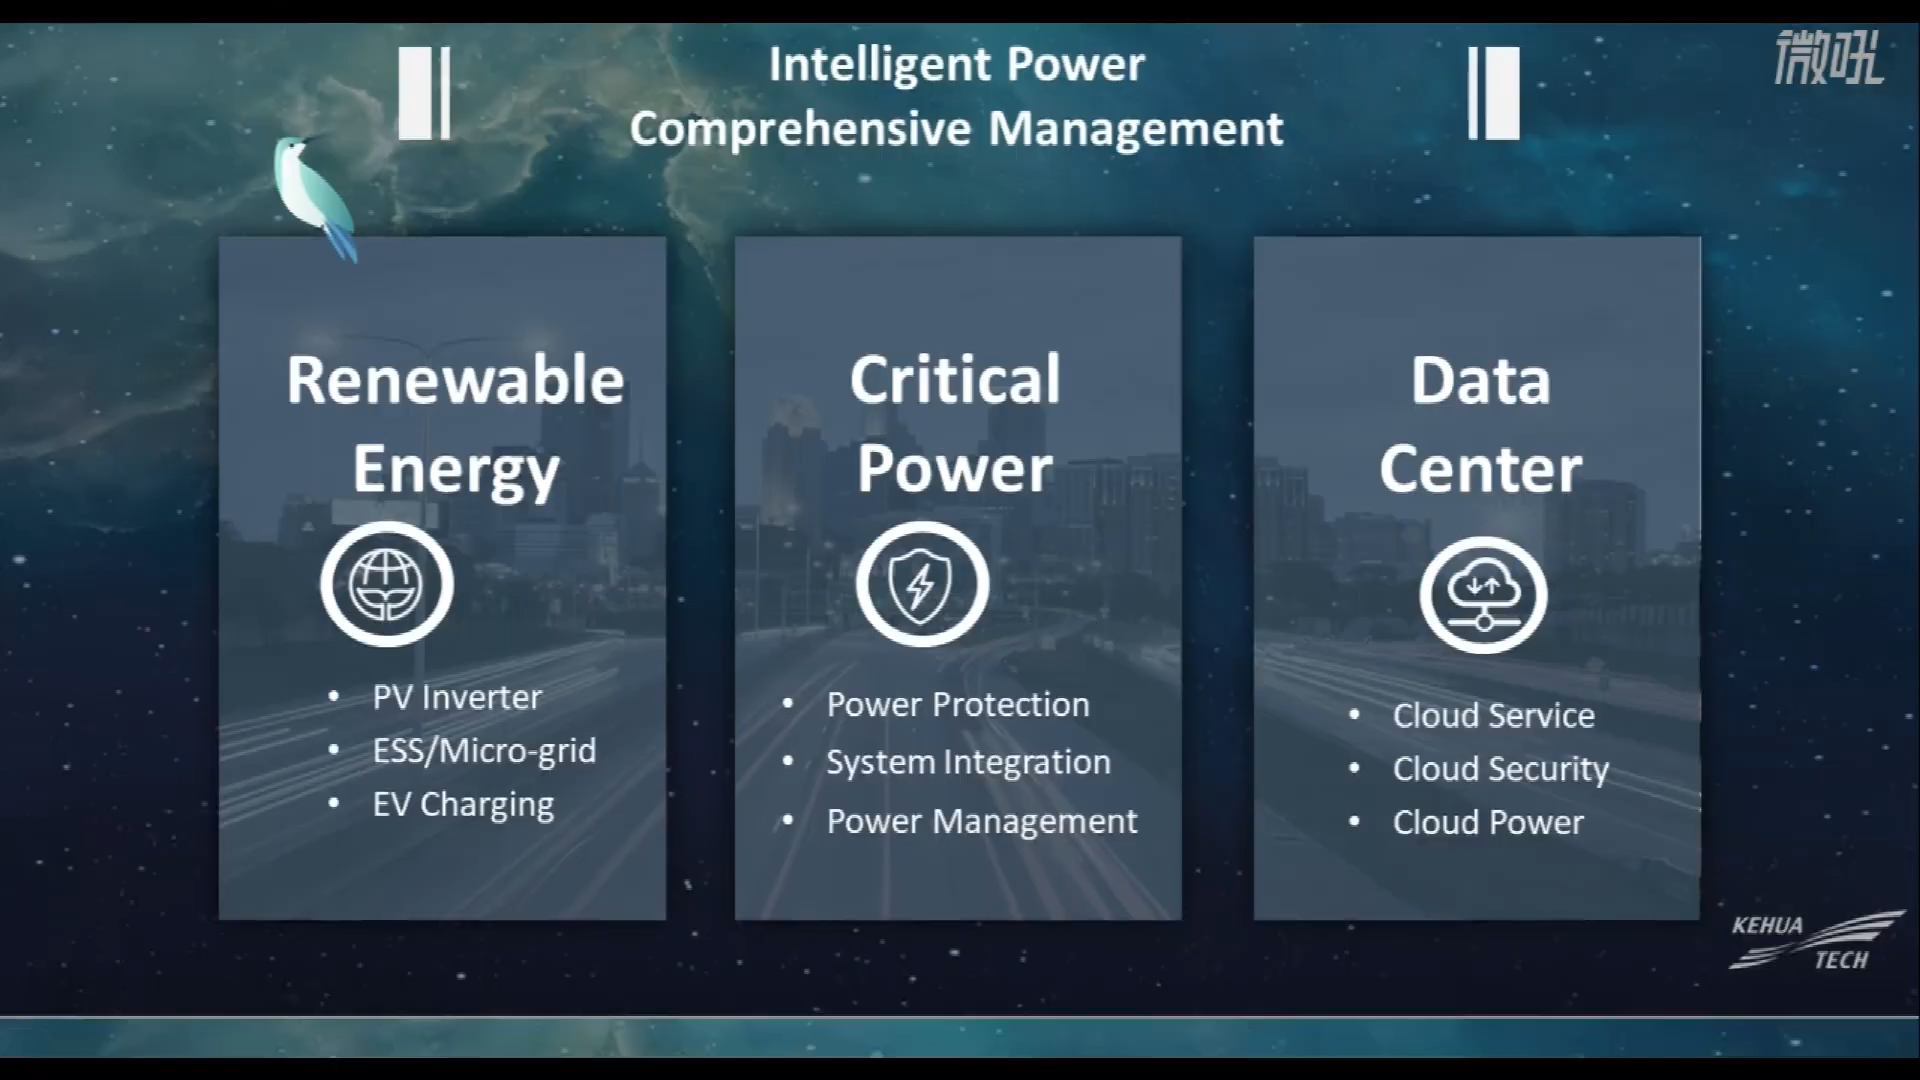 Intelligent Power
Comprehensive Management
微吼
Renewable
Energy
• PV Inverter
• ESS/Micro-grid
• EV Charging
Critical
Power
• Power Protection
• System Integration
• Power Management
Data
Center
• Cloud Service
• Cloud Security
• Cloud Power
KEHUA
TECH